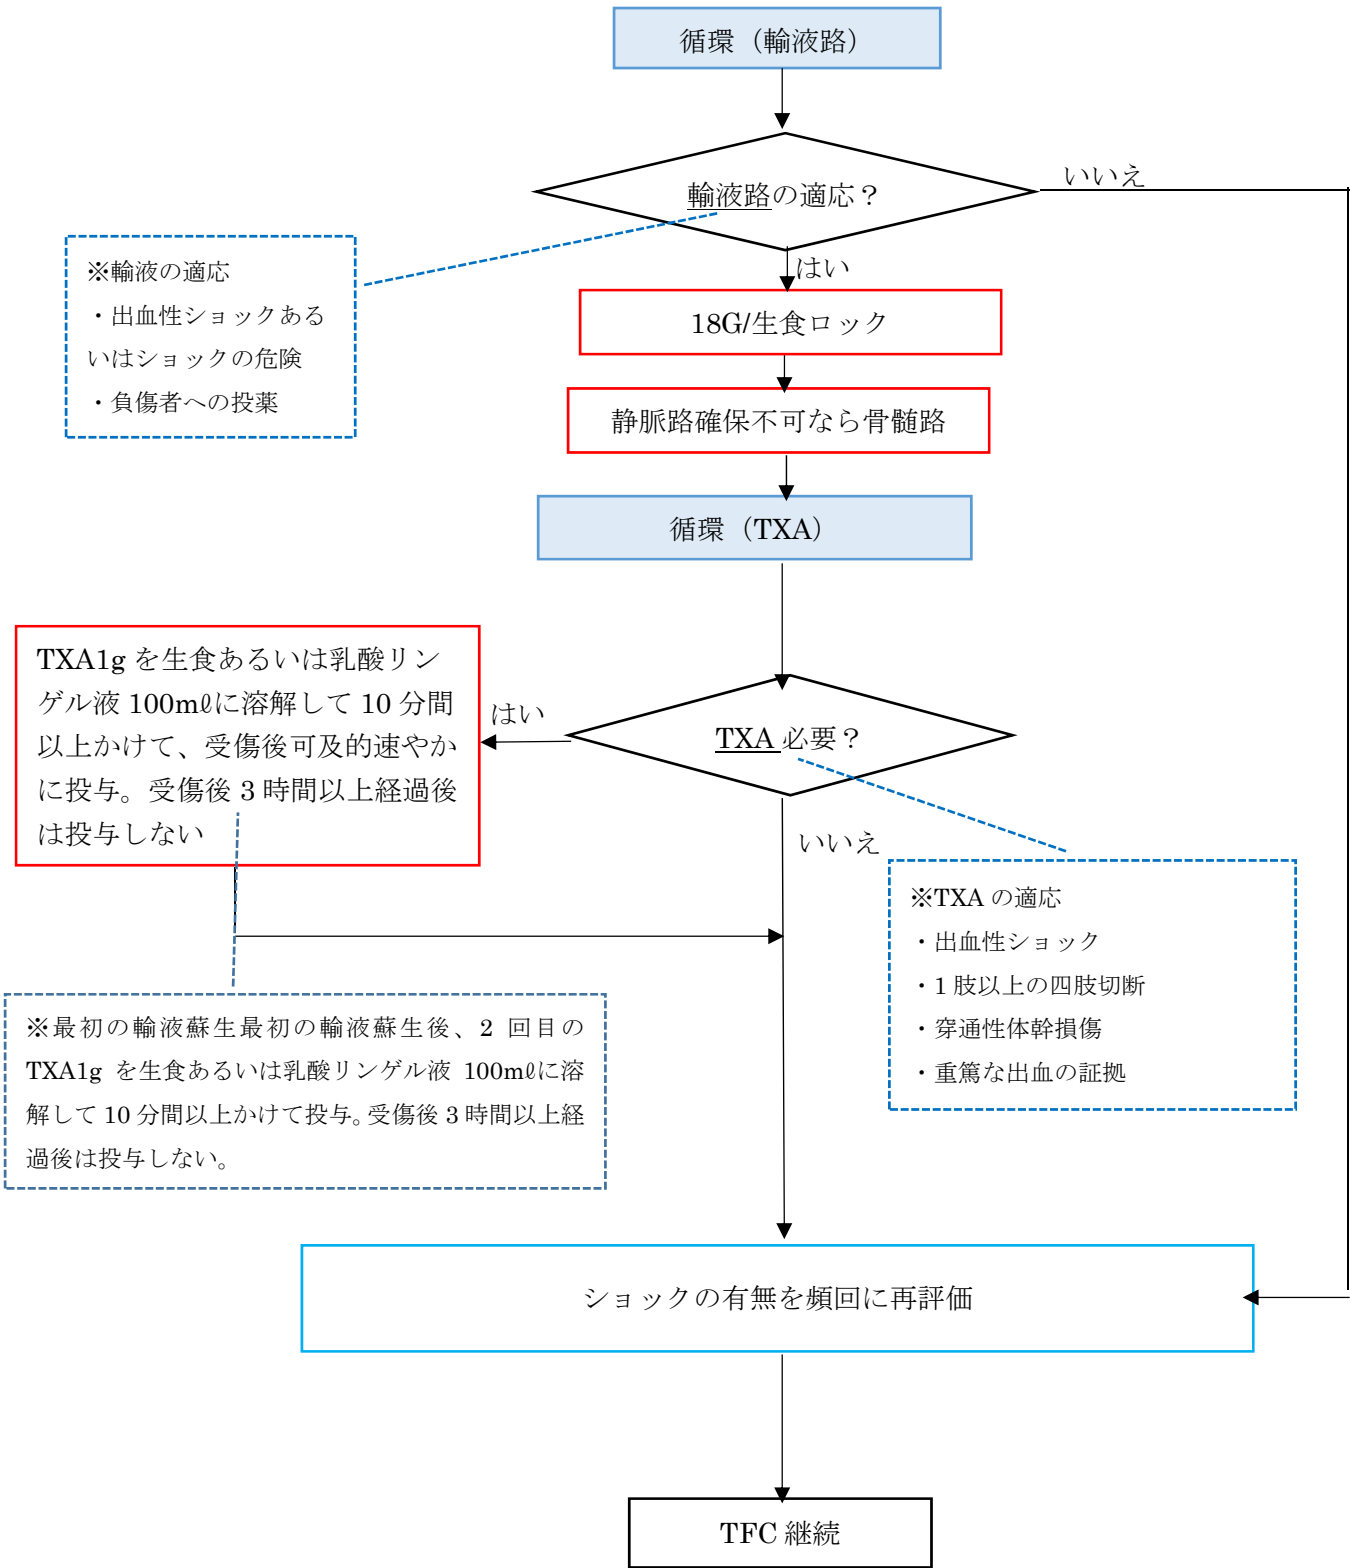 循環（輸液路）
輸液路の適応？
いいえ
※輸液の適応
・出血性ショックある
いはショックの危険
・負傷者への投薬
はい
18G/生食ロック
静脈路確保不可なら骨髄路
循環（TXA）
TXA1g を生食あるいは乳酸リン
ゲル液 100㎖に溶解して 10 分間
以上かけて、受傷後可及的速やか
に投与。受傷後 3 時間以上経過後
は投与しない
はい
TXA 必要？
いいえ
※TXA の適応
・出血性ショック
・1 肢以上の四肢切断
・穿通性体幹損傷
・重篤な出血の証拠
※最初の輸液蘇生最初の輸液蘇生後、2 回目の
TXA1g を生食あるいは乳酸リンゲル液 100㎖に溶
解して 10 分間以上かけて投与。受傷後 3 時間以上経
過後は投与しない。
ショックの有無を頻回に再評価
TFC 継続